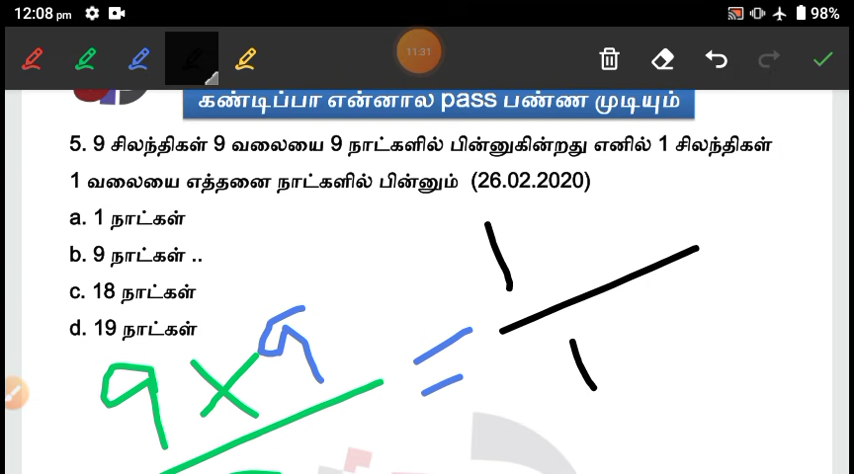 12:08 pm
98%
11:31
கண்டிப்பா என்னால pass பண்ண முடியும்
5. 9 சிலந்திகள் 9 வலையை 9 நாட்களில் பின்னுகின்றது எனில் 1 சிலந்திகள்
1 வலையை எத்தனை நாட்களில் பின்னும் (26.02.2020)
a. 1 நாட்கள்
b. 9 நாட்கள் ..
c. 18 நாட்கள்
d. 19 நாட்கள்
1
9 × 9 =
1